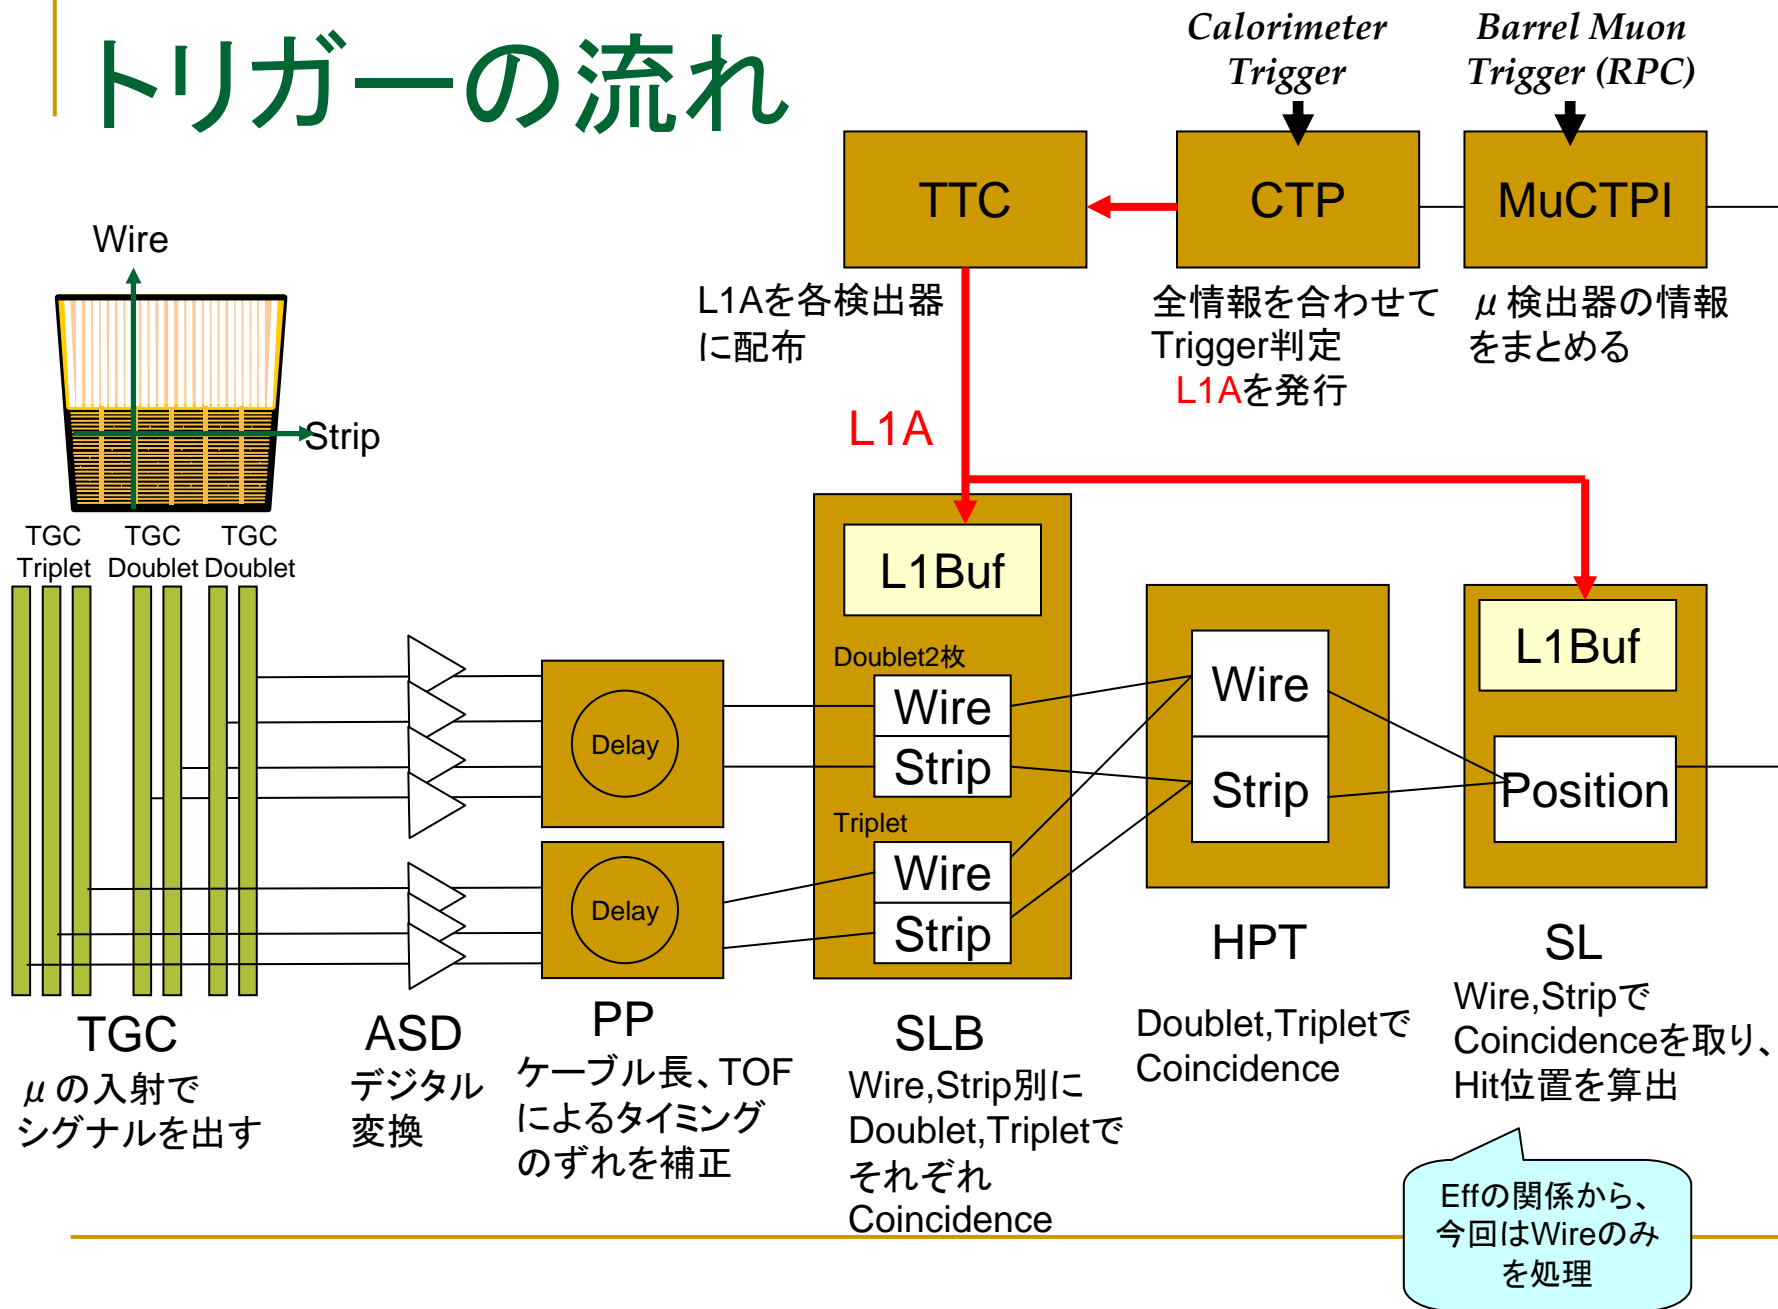 トリガーの流れ
Calorimeter
Trigger
Barrel Muon
Trigger (RPC)
TTC
CTP
MuCTPI
L1Aを各検出器
に配布
全情報を合わせて
Trigger判定
L1Aを発行
μ検出器の情報
をまとめる
Wire
Strip
L1A
TGC
Triplet
TGC
Doublet
TGC
Doublet
L1Buf
L1Buf
Doublet2枚
Wire
Strip
Triplet
Wire
Strip
Delay
Delay
Wire
Strip
Position
TGC
μの入射で
シグナルを出す
ASD
デジタル
変換
PP
ケーブル長、TOF
によるタイミング
のずれを補正
SLB
Wire,Strip別に
Doublet,Tripletで
それぞれ
Coincidence
HPT
Doublet,Tripletで
Coincidence
SL
Wire,Stripで
Coincidenceを取り、
Hit位置を算出
Effの関係から、
今回はWireのみ
を処理